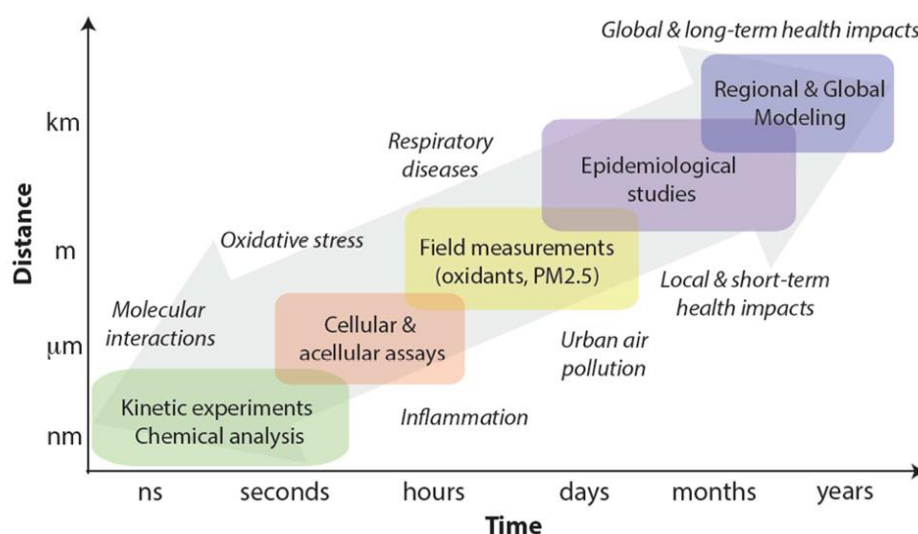 Global & long-term health impacts
Regional & Global
Modeling
km
Respiratory
diseases
Epidemiological
studies
Distance
Oxidative stress
m
Field measurements
(oxidants, PM2.5)
Local & short-term
health impacts
Molecular
interactions
Cellular &
acellular assays
μm
Urban air
pollution
Kinetic experiments
Chemical analysis
Inflammation
nm
ns
seconds
hours
days
months
years
Time